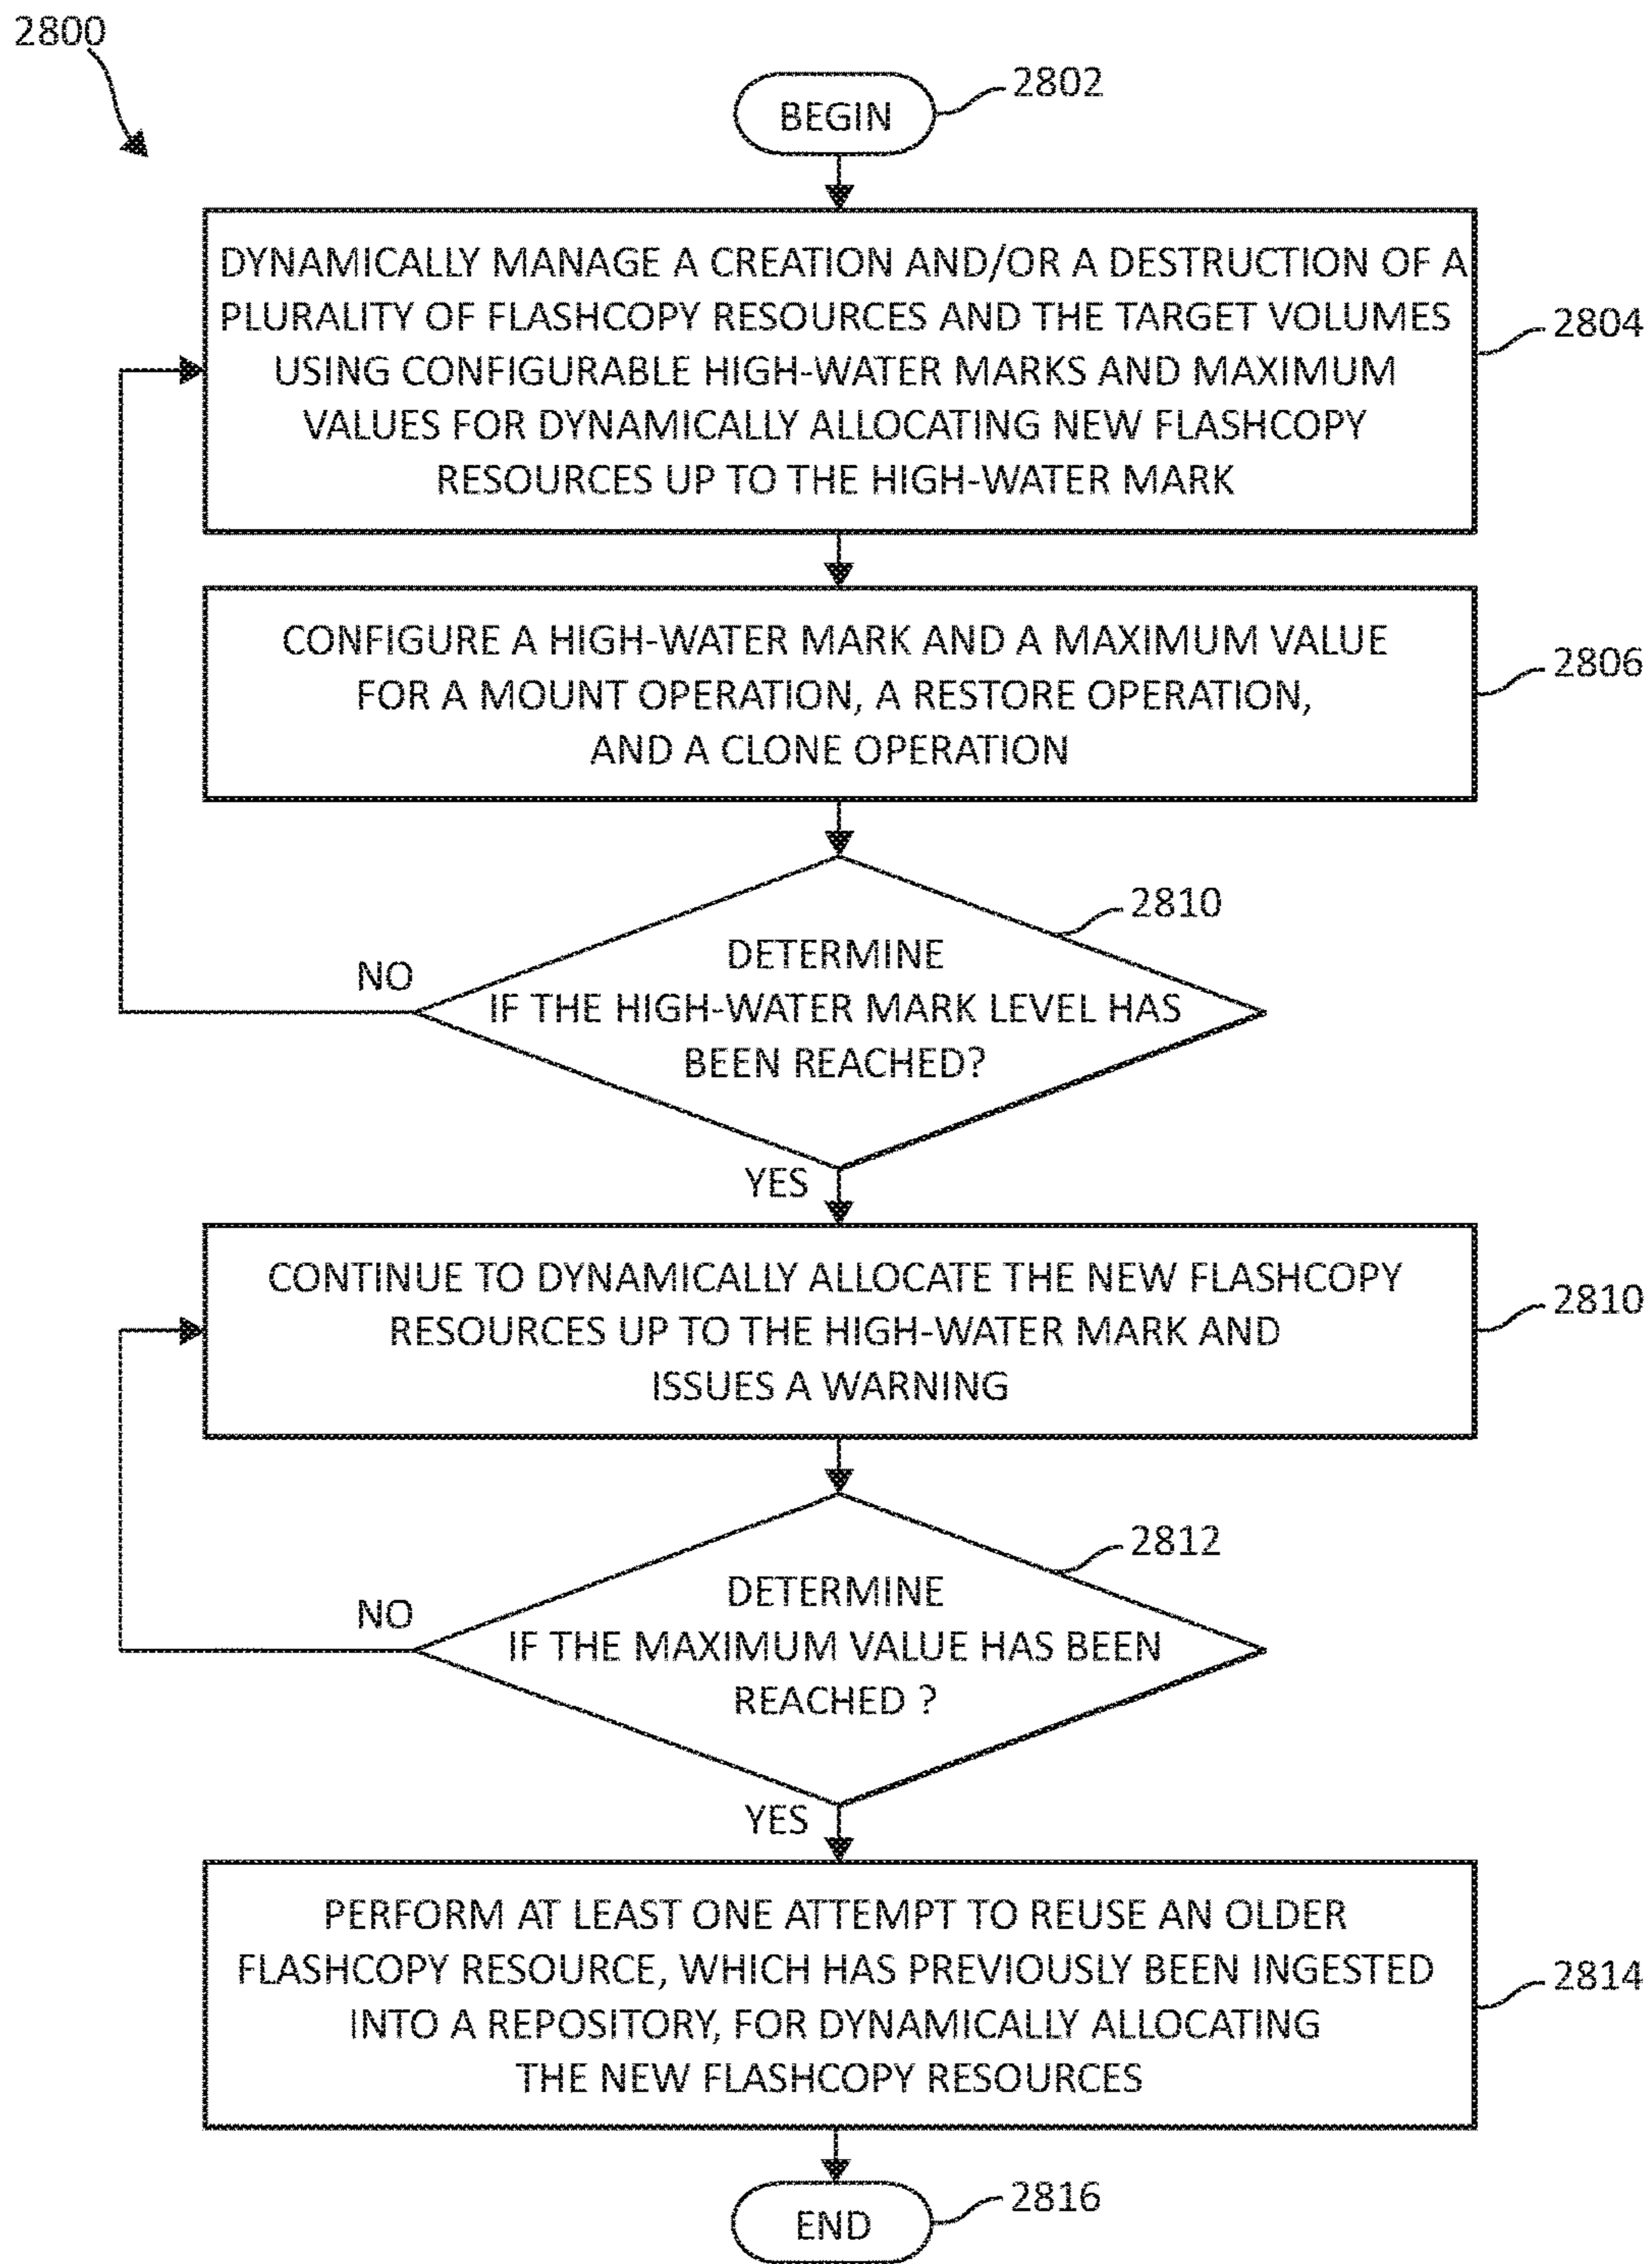 2800
BEGIN
2802
DYNAMICALLY MANAGE A CREATION AND/OR A DESTRUCTION OF A
PLURALITY OF FLASHCOPY RESOURCES AND THE TARGET VOLUMES
USING CONFIGURABLE HIGH-WATER MARKS AND MAXIMUM
VALUES FOR DYNAMICALLY ALLOCATING NEW FLASHCOPY
RESOURCES UP TO THE HIGH-WATER MARK
2804
CONFIGURE A HIGH-WATER MARK AND A MAXIMUM VALUE
FOR A MOUNT OPERATION, A RESTORE OPERATION,
AND A CLONE OPERATION
2806
2810
DETERMINE
IF THE HIGH-WATER MARK LEVEL HAS
BEEN REACHED?
NO
YES
CONTINUE TO DYNAMICALLY ALLOCATE THE NEW FLASHCOPY
RESOURCES UP TO THE HIGH-WATER MARK AND
ISSUES A WARNING
2810
2812
DETERMINE
IF THE MAXIMUM VALUE HAS BEEN
REACHED ?
NO
YES
PERFORM AT LEAST ONE ATTEMPT TO REUSE AN OLDER
FLASHCOPY RESOURCE, WHICH HAS PREVIOUSLY BEEN INGESTED
INTO A REPOSITORY, FOR DYNAMICALLY ALLOCATING
THE NEW FLASHCOPY RESOURCES
2814
END
2816